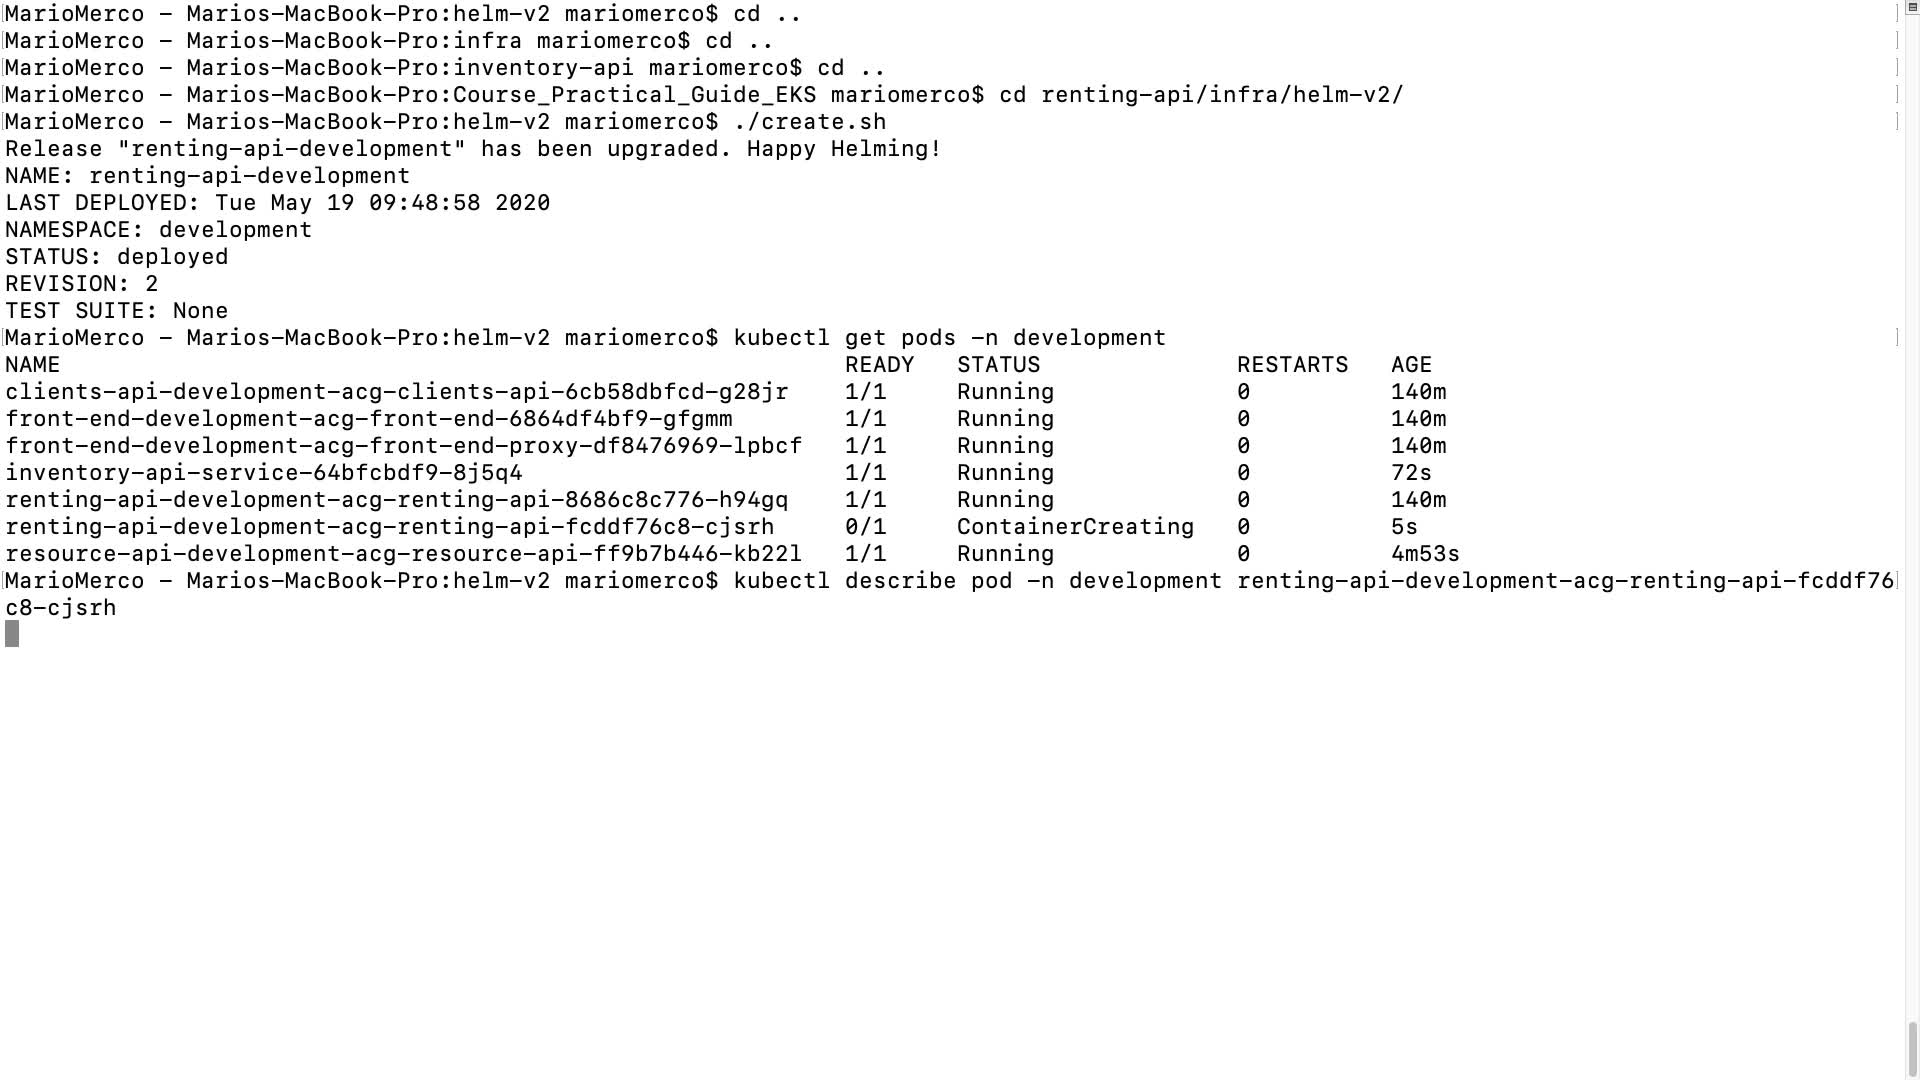 MarioMerco - Marios-MacBook-Pro:helm-v2 mariomerco$ cd ..
MarioMerco - Marios-MacBook-Pro:infra mariomerco$ cd ..
MarioMerco - Marios-MacBook-Pro:inventory-api mariomerco$ cd ..
MarioMerco - Marios-MacBook-Pro:Course_Practical_Guide_EKS mariomerco$ cd renting-api/infra/helm-v2/
MarioMerco - Marios-MacBook-Pro:helm-v2 mariomerco$ ./create.sh
Release "renting-api-development" has been upgraded. Happy Helming!
NAME: renting-api-development
LAST DEPLOYED: Tue May 19 09:48:58 2020
NAMESPACE: development
STATUS: deployed
REVISION: 2
TEST SUITE: None
MarioMerco - Marios-MacBook-Pro:helm-v2 mariomerco$ kubectl get pods -n development
NAME READY STATUS RESTARTS AGE
clients-api-development-acg-clients-api-6cb58dbfcd-g28jr 1/1 Running 0 140m
front-end-development-acg-front-end-6864df4bf9-gfgmm 1/1 Running 0 140m
front-end-development-acg-front-end-proxy-df8476969-lpbcf 1/1 Running 0 140m
inventory-api-service-64bfcbdf9-8j5q4 1/1 Running 0 72s
renting-api-development-acg-renting-api-8686c8c776-h94gq 1/1 Running 0 140m
renting-api-development-acg-renting-api-fcddf76c8-cjsrh 0/1 ContainerCreating 0 5s
resource-api-development-acg-resource-api-ff9b7b446-kb22l 1/1 Running 0 4m53s
MarioMerco - Marios-MacBook-Pro:helm-v2 mariomerco$ kubectl describe pod -n development renting-api-development-acg-renting-api-fcddf76
c8-cjsrh